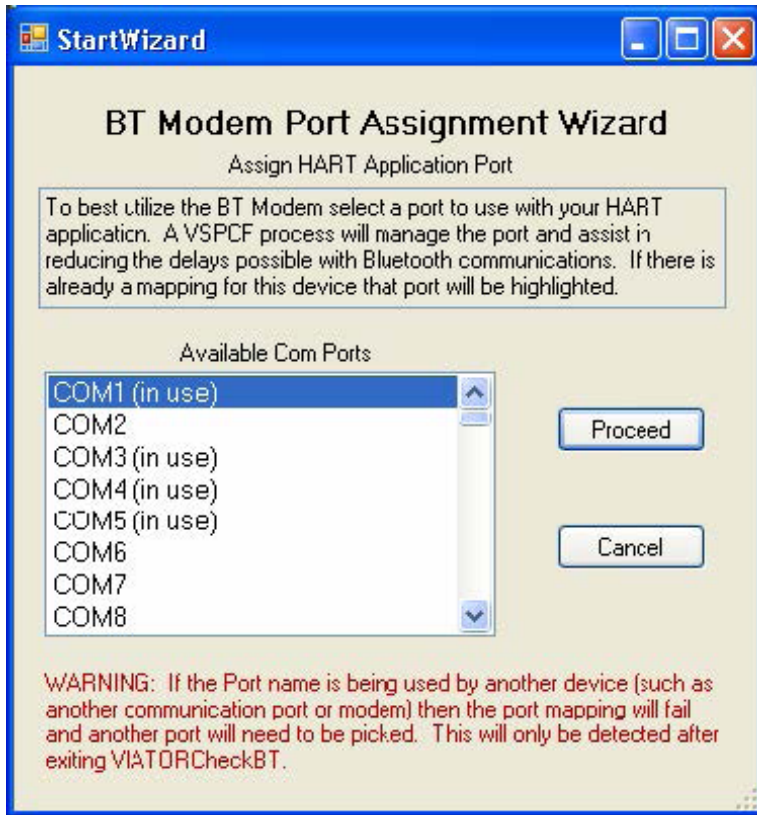 StartWizard
BT Modem Port Assignment Wizard
Assign HART Application Port
To best utilize the BT Modem select a port to use with your HART
application. A VSPCF process will manage the port and assist in
reducing the delays possible with Bluetooth communications. If there is
already a mapping for this device that port will be highlighted.
Available Com Ports
COM1 (in use)
COM2
COM3 (in use)
COM4 (in use)
COM5 (in use)
COM6
COM7
COM8
Proceed
Cancel
WARNING: If the Port name is being used by another device (such as
another communication port or modem) then the port mapping will fail
and another port will need to be picked. This will only be detected after
exiting VIATORCheckBT.